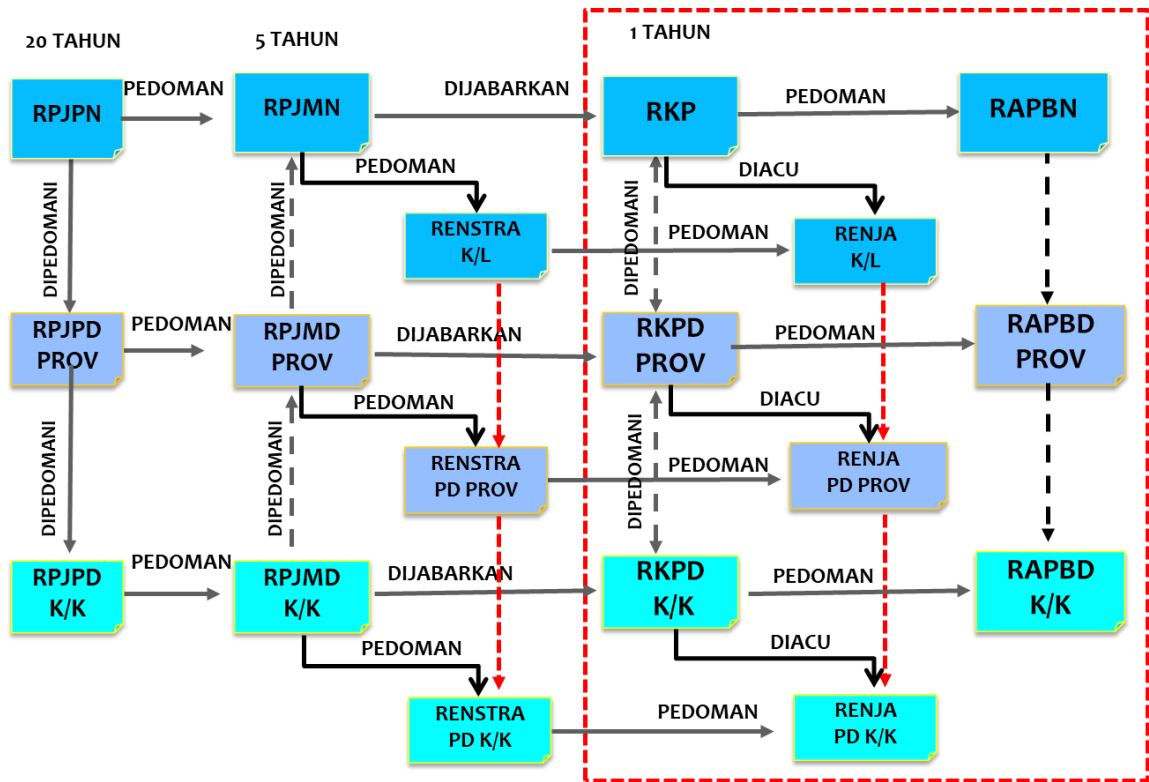 20 TAHUN
5 TAHUN
1 TAHUN
RPJPN
PEDOMAN
RPJMN
DIJABARKAN
RKP
PEDOMAN
RAPBN
DIPEDOMANI
DIPEDOMANI
PEDOMAN
RENSTRA
K/L
PEDOMAN
DIPEDOMANI
DIACU
RENJA
K/L
RPJPD
PROV
PEDOMAN
RPJMD
PROV
DIJABARKAN
RKPD
PROV
PEDOMAN
RAPBD
PROV
DIPEDOMANI
DIPEDOMANI
PEDOMAN
RENSTRA
PD PROV
PEDOMAN
DIPEDOMANI
DIACU
RENJA
PD PROV
RPJPD
K/K
PEDOMAN
RPJMD
K/K
DIJABARKAN
RKPD
K/K
PEDOMAN
RAPBD
K/K
PEDOMAN
RENSTRA
PD K/K
PEDOMAN
DIACU
RENJA
PD K/K